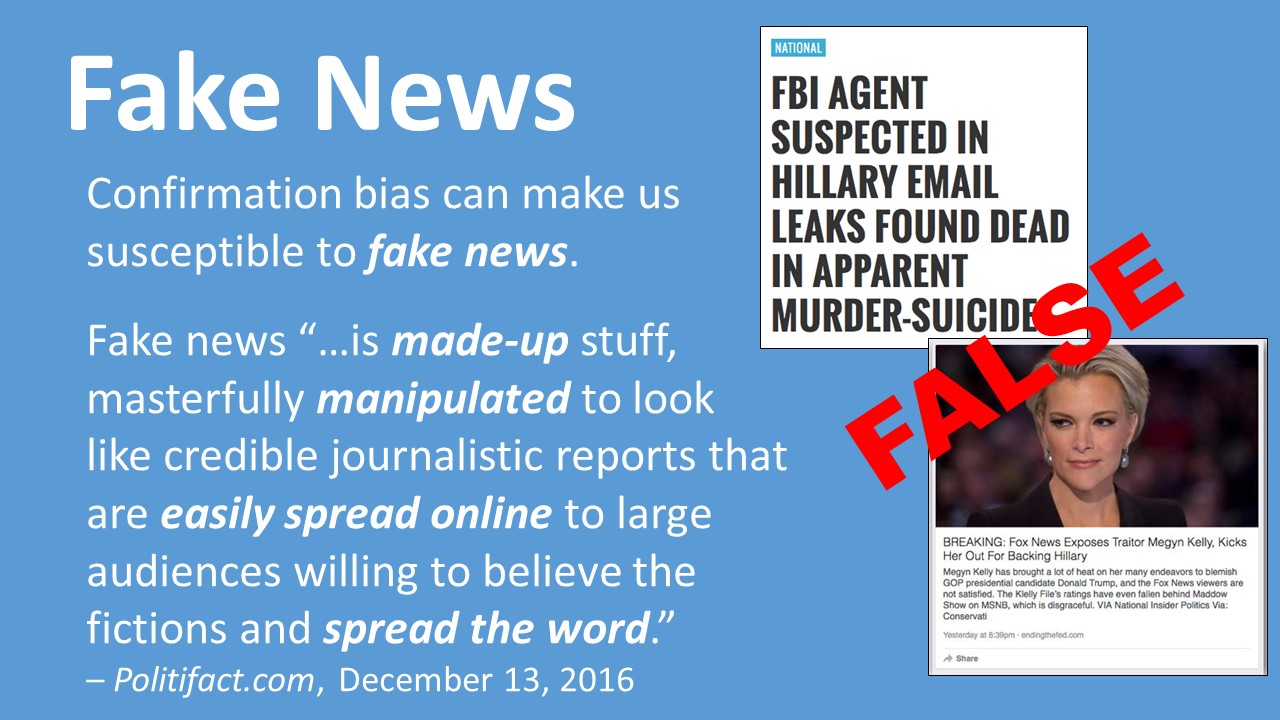 Fake News
Confirmation bias can make us
susceptible to fake news.
Fake news “…is made-up stuff,
masterfully manipulated to look
like credible journalistic reports that
are easily spread online to large
audiences willing to believe the
fictions and spread the word.”
– Politifact.com, December 13, 2016
NATIONAL
FBI AGENT
SUSPECTED IN
HILLARY EMAIL
LEAKS FOUND DEAD
IN APPARENT
MURDER-SUICIDE
FALSE
BREAKING: Fox News Exposes Traitor Megyn Kelly, Kicks
Her Out For Backing Hillary
Megyn Kelly has brought a lot of heat on her many endeavors to blemish
GOP presidential candidate Donald Trump, and the Fox News viewers are
not satisfied. The Klelly File's ratings have even fallen behind Maddow
Show on MSNB, which is disgraceful. VIA National Insider Politics Via:
Conservati
Yesterday at 8:39pm · endingthefed.com
Share